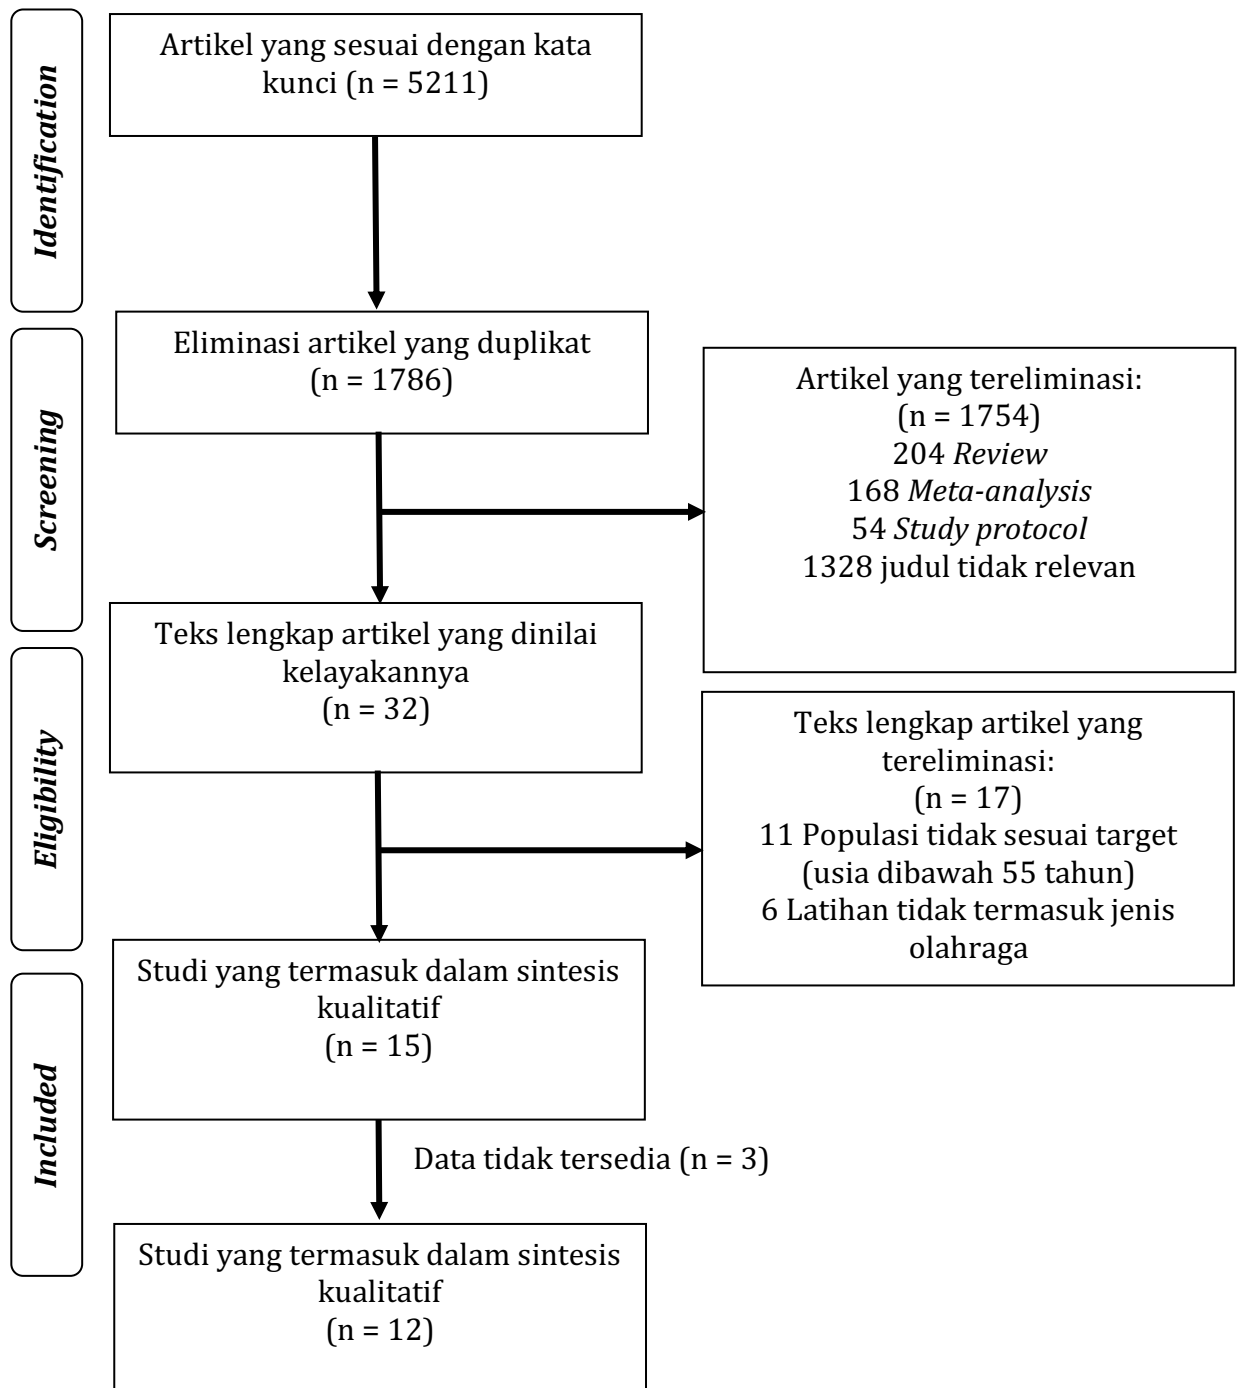 Identification
Artikel yang sesuai dengan kata
kunci (n = 5211)
Screening
Eliminasi artikel yang duplikat
(n = 1786)
Artikel yang tereliminasi:
(n = 1754)
204 Review
168 Meta-analysis
54 Study protocol
1328 judul tidak relevan
Eligibility
Teks lengkap artikel yang dinilai
kelayakannya
(n = 32)
Teks lengkap artikel yang
tereliminasi:
(n = 17)
11 Populasi tidak sesuai target
(usia dibawah 55 tahun)
6 Latihan tidak termasuk jenis
olahraga
Included
Studi yang termasuk dalam sintesis
kualitatif
(n = 15)
Data tidak tersedia (n = 3)
Studi yang termasuk dalam sintesis
kualitatif
(n = 12)